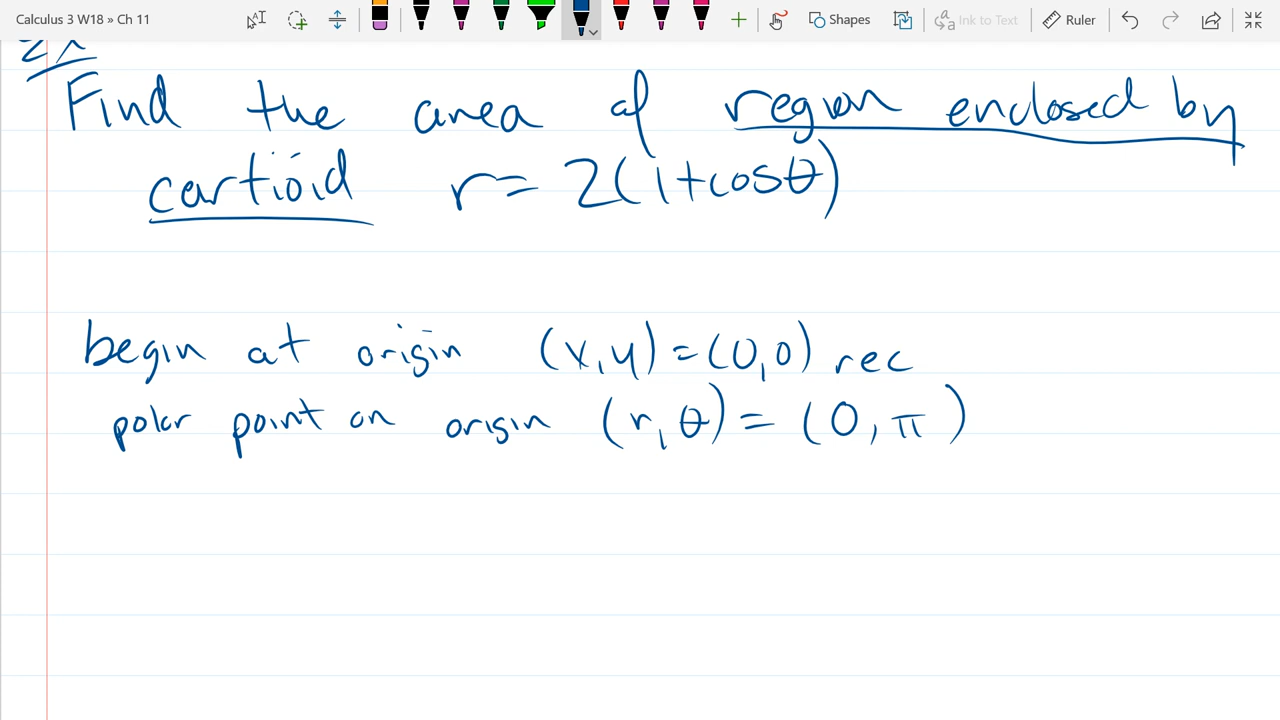 Calculus 3 W18 » Ch 11
Shapes
Link to Text
Ruler
Find the area of region enclosed by
cartioid r = 2(1+cosθ)
begin at origin (x,y) = (0,0) rec
polar point on origin (r,θ) = (0,π)